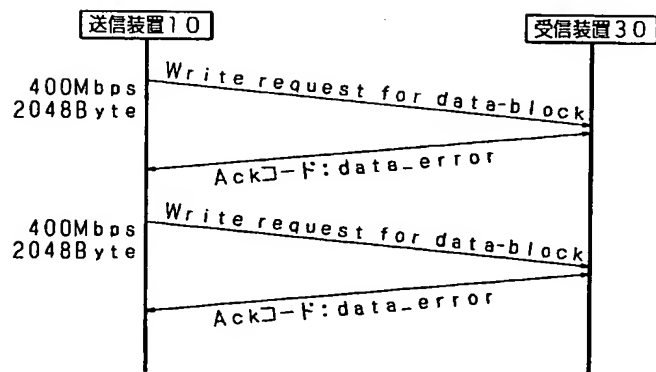 送信装置10
受信装置30
400Mbps
2048Byte
Write request for data-block
Ackコード:data_error
400Mbps
2048Byte
Write request for data-block
Ackコード:data_error